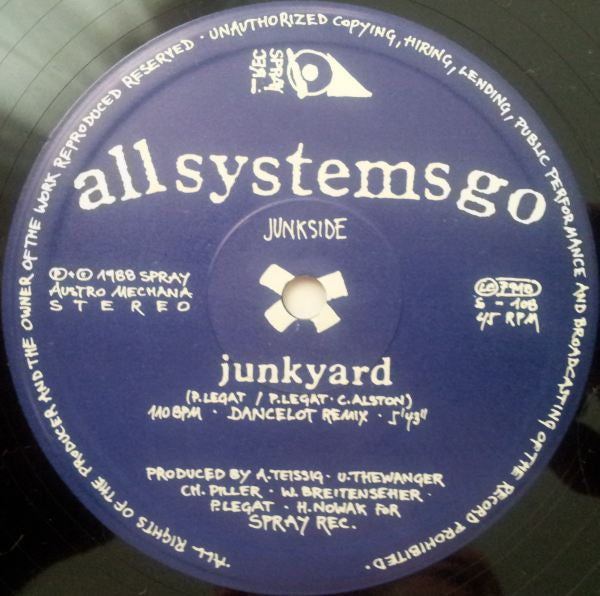 ·ALL RIGHTS OF THE PRODUCER AND THE OWNER OF THE WORK REPRODUCED RESERVED · UNAUTHORIZED COPYING, HIRING, LENDING, PUBLIC PERFORMANCE AND BROADCASTING OF THE RECORD PROHIBITED·
SPRAY
REC
all systems go
JUNKSIDE
Ⓟ+© 1988 SPRAY
AUSTRO MECHANA
STEREO
LC 7918
S - 108
45 RPM
junkyard
(P. LEGAT / P. LEGAT · C. ALSTON)
110 BPM · DANCELOT REMIX · 5'43"
PRODUCED BY A. TEISSIG · U. THEWANGER
CH. PILLER · W. BREITENSEHER ·
P. LEGAT · H. NOWAK FOR
SPRAY REC.